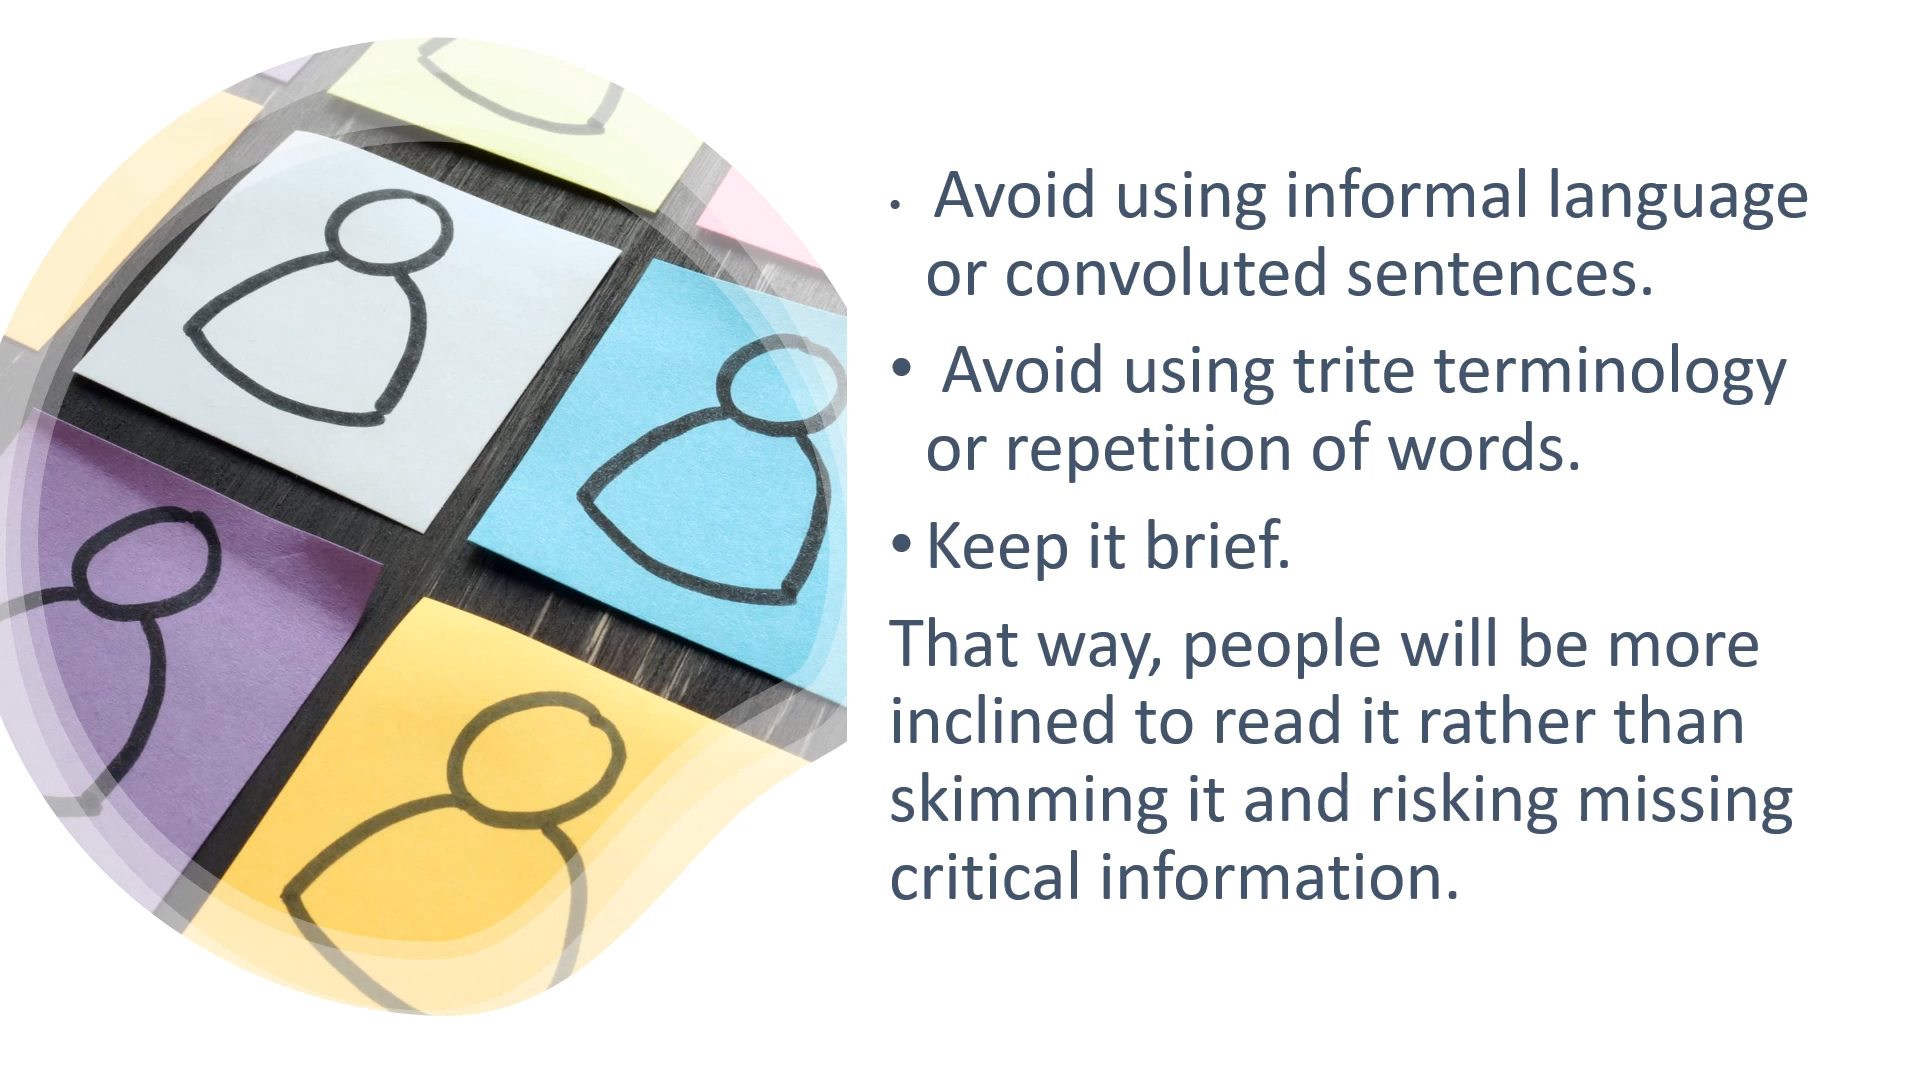 • Avoid using informal language
or convoluted sentences.
• Avoid using trite terminology
or repetition of words.
• Keep it brief.
That way, people will be more
inclined to read it rather than
skimming it and risking missing
critical information.